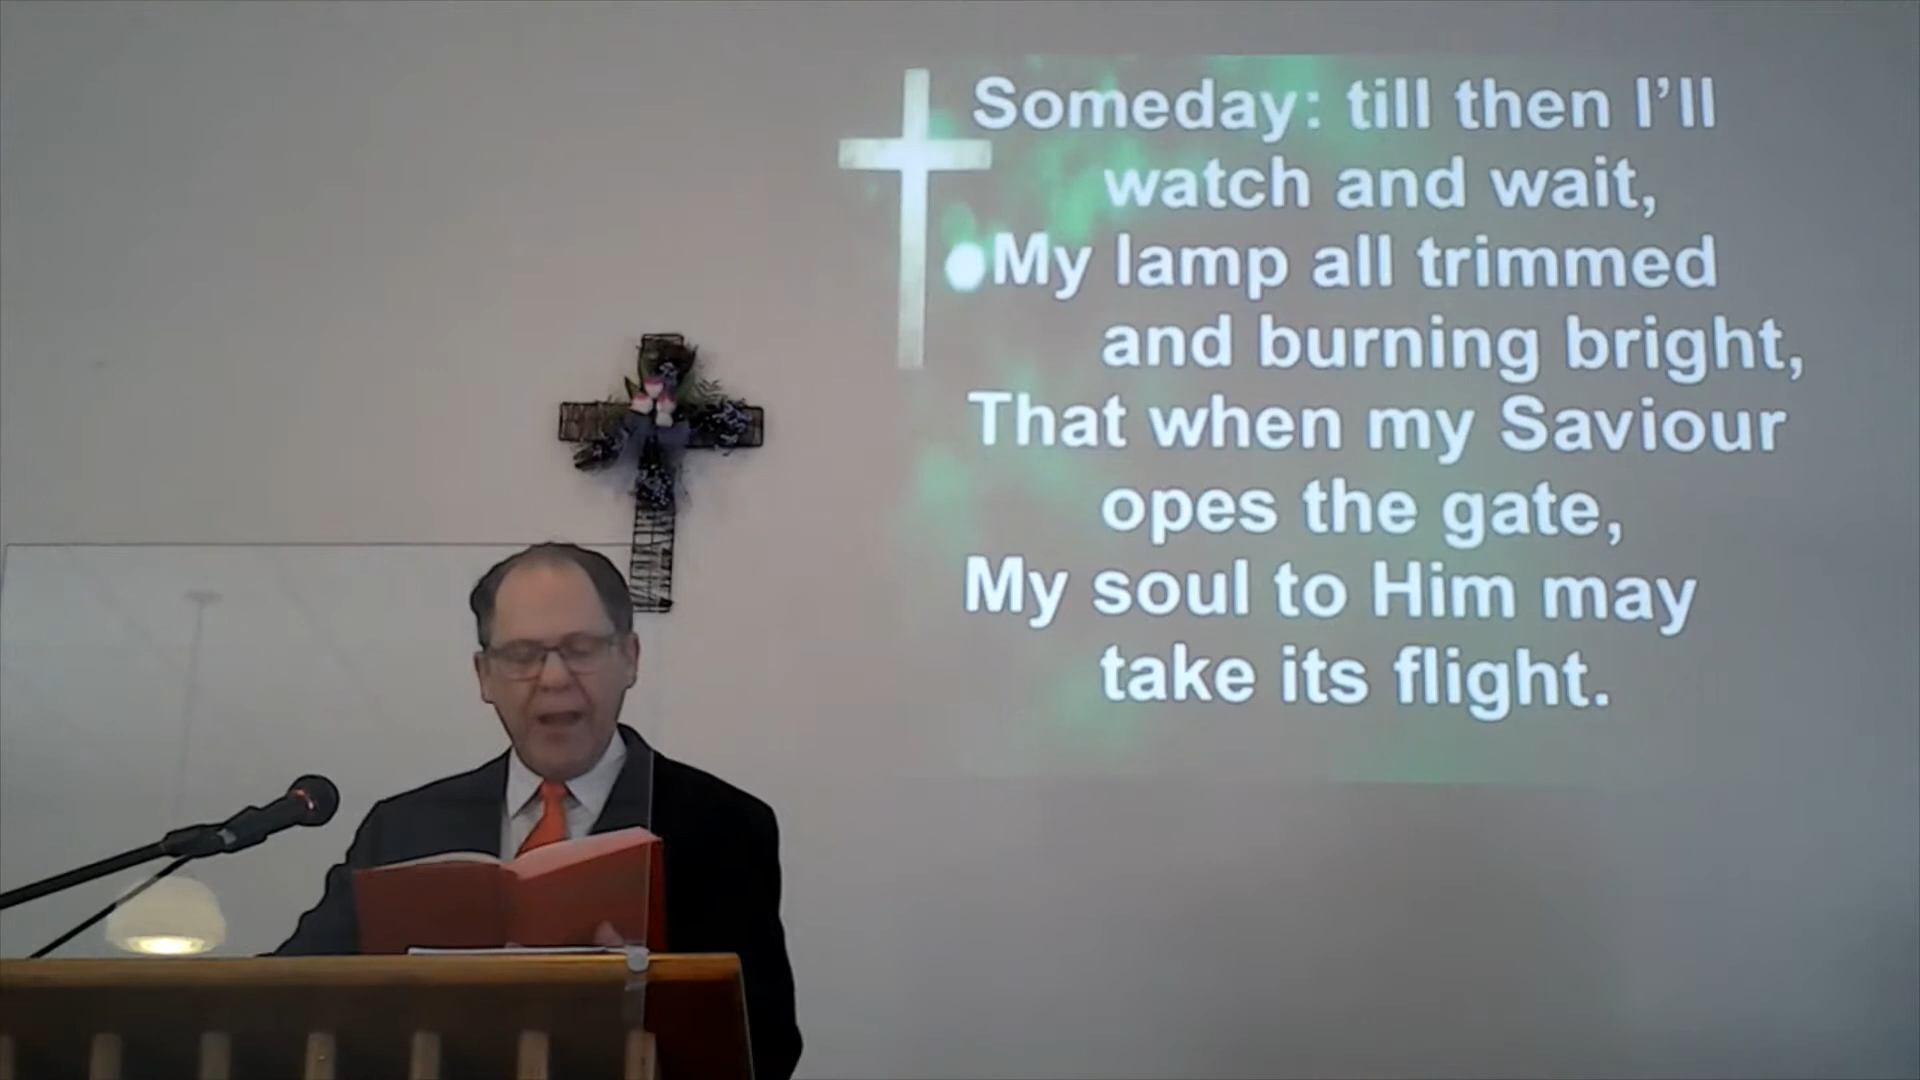 Someday: till then I'll
watch and wait,
My lamp all trimmed
and burning bright,
That when my Saviour
opes the gate,
My soul to Him may
take its flight.